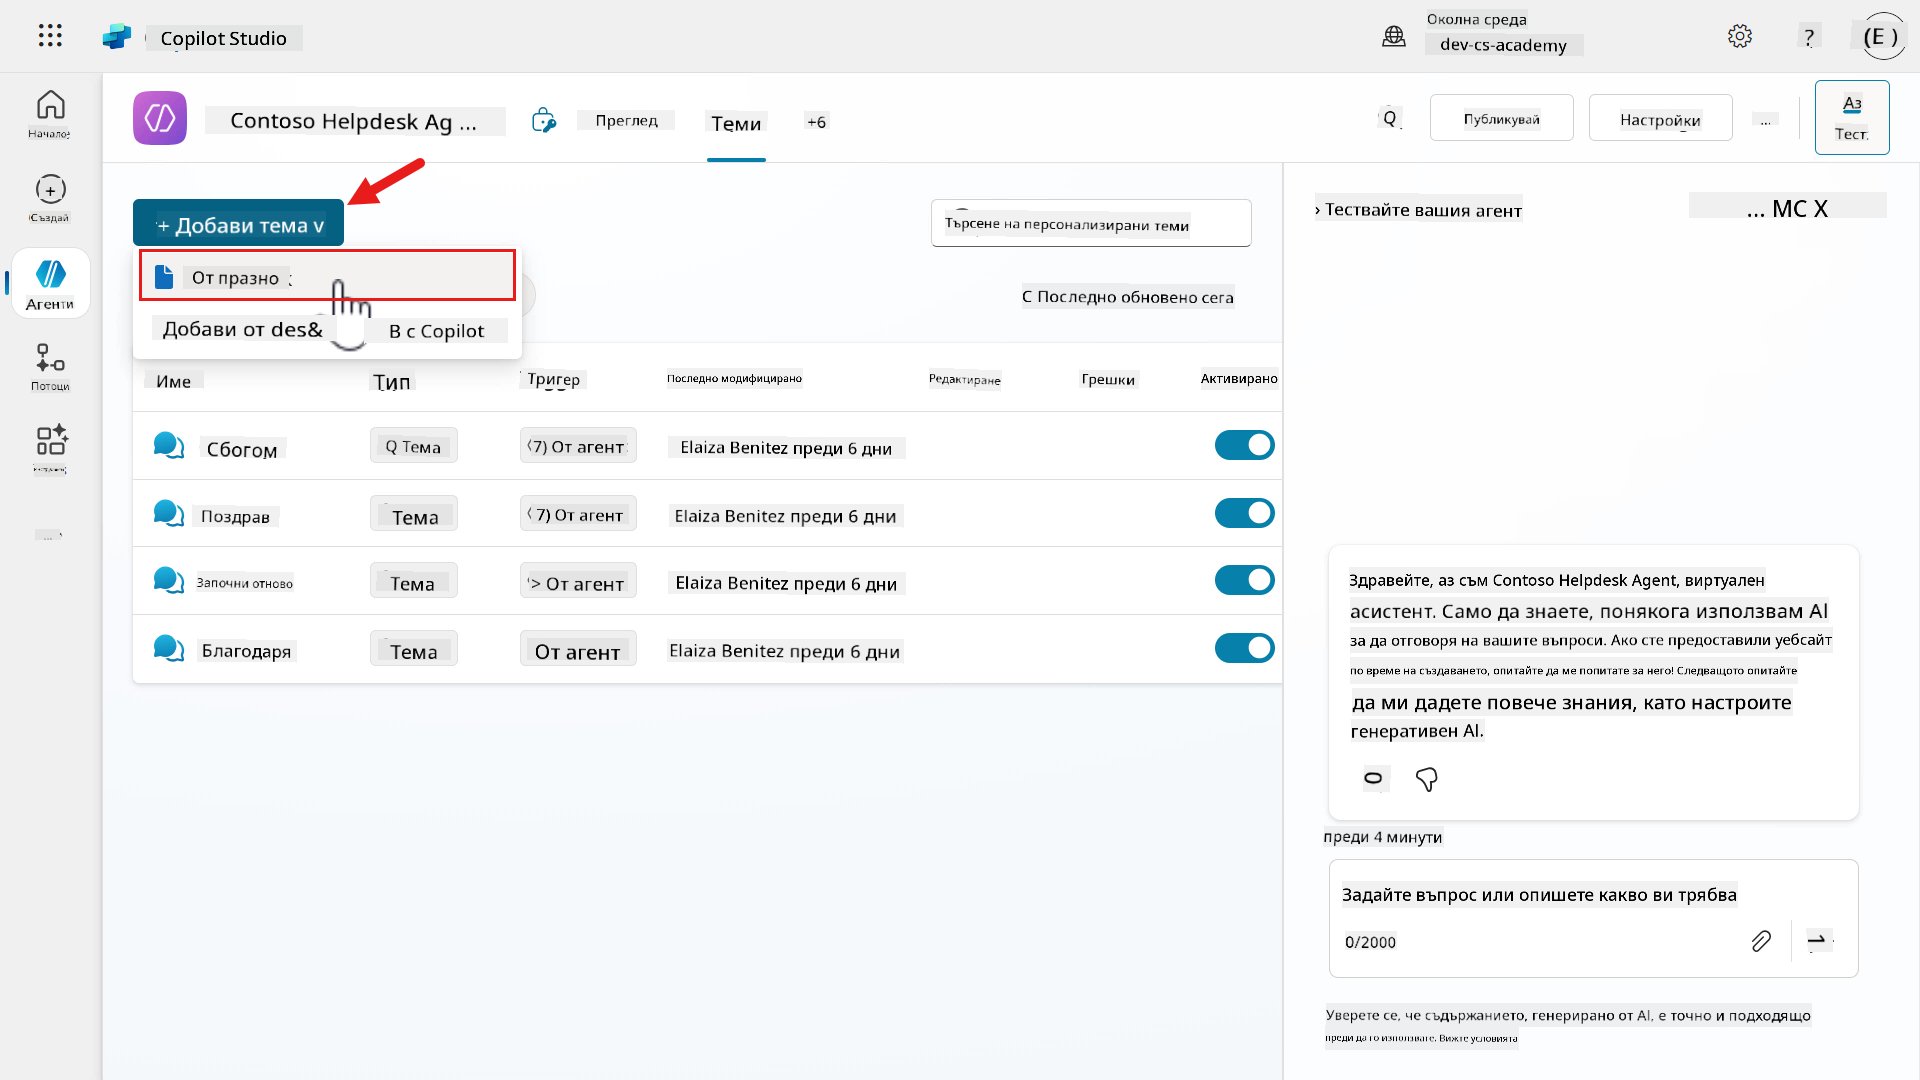 Copilot Studio
Околна среда
dev-cs-academy
?
(E )
Начало
Създай
Агенти
Потоци
...
Contoso Helpdesk Ag ...
Преглед
Теми
+6
Q
Публикувай
Настройки
...
Аз
Тест
+ Добави тема v
От празно
Добави от des&
В с Copilot
Търсене на персонализирани теми
С Последно обновено сега
Име
Тип
Тригер
Последно модифицирано
Редактиране
Грешки
Активирано
Сбогом
Q Тема
(7) От агент
Elaiza Benitez преди 6 дни
Поздрав
Тема
( 7) От агент
Elaiza Benitez преди 6 дни
Започни отново
Тема
> От агент
Elaiza Benitez преди 6 дни
Благодаря
Тема
От агент
Elaiza Benitez преди 6 дни
› Тествайте вашия агент
... MC X
Здравейте, аз съм Contoso Helpdesk Agent, виртуален
асистент. Само да знаете, понякога използвам AI
за да отговоря на вашите въпроси. Ако сте предоставили уебсайт
по време на създаването, опитайте да ме попитате за него! Следващото опитайте
да ми дадете повече знания, като настроите
генеративен AI.
преди 4 минути
Задайте въпрос или опишете какво ви трябва
0/2000
Уверете се, че съдържанието, генерирано от AI, е точно и подходящо
преди да го използвате. Вижте условията